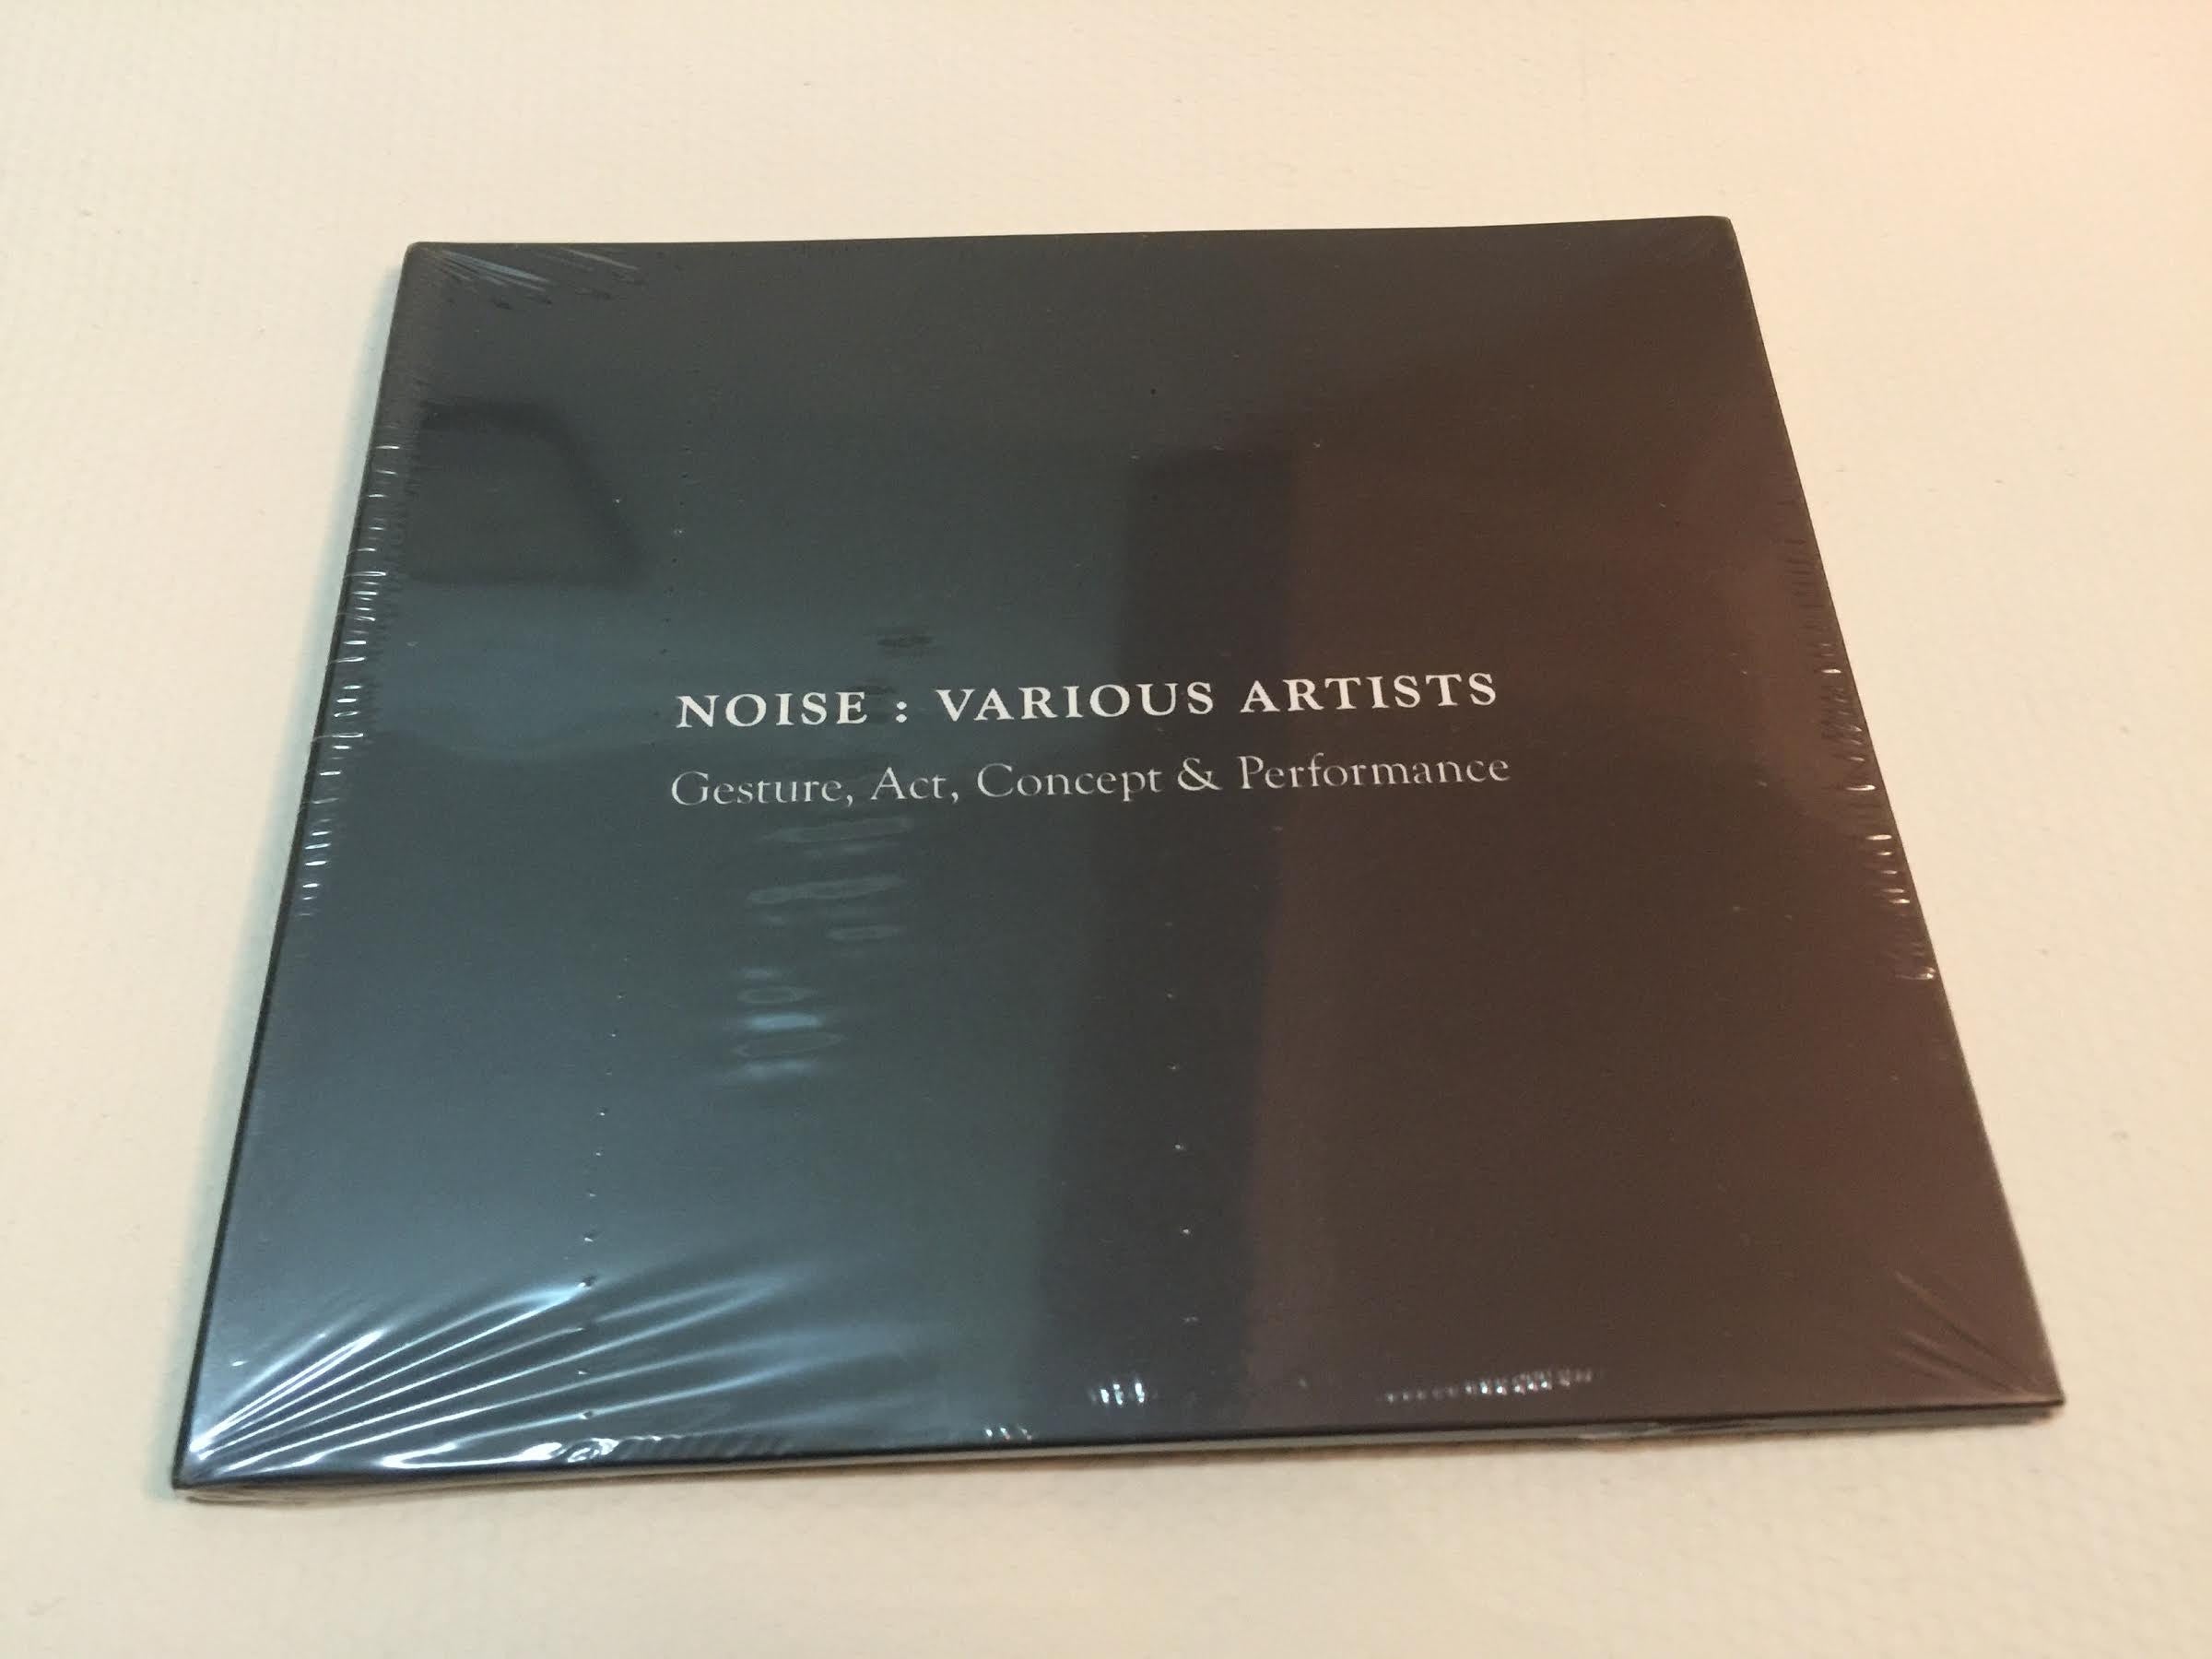 NOISE : VARIOUS ARTISTS
Gesture, Act, Concept & Performance